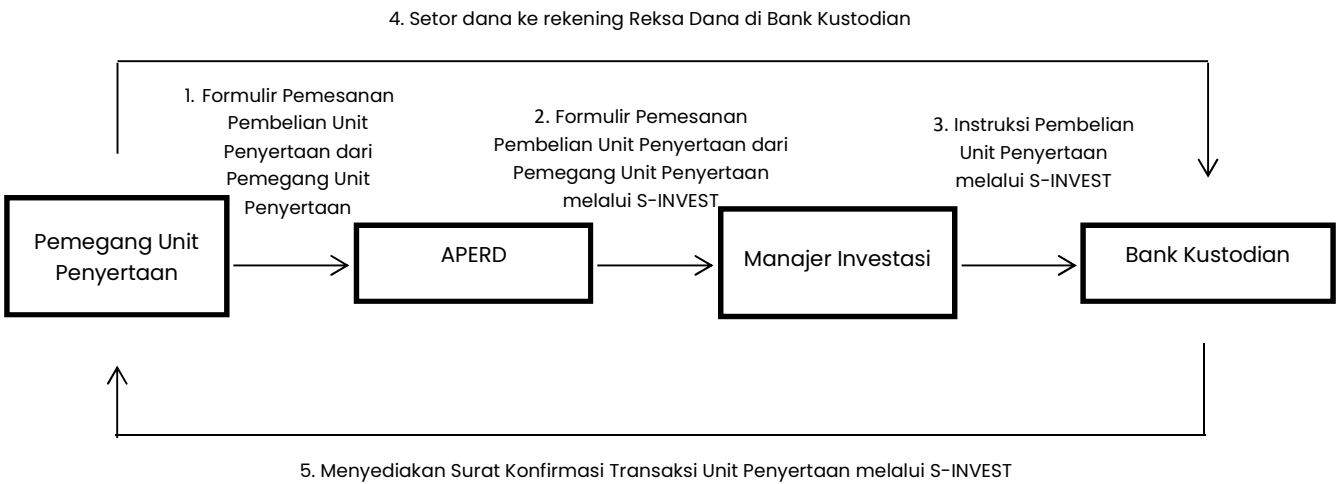 4. Setor dana ke rekening Reksa Dana di Bank Kustodian
1. Formulir Pemesanan
Pembelian Unit
Penyertaan dari
Pemegang Unit
Penyertaan
2. Formulir Pemesanan
Pembelian Unit Penyertaan dari
Pemegang Unit Penyertaan
melalui S-INVEST
3. Instruksi Pembelian
Unit Penyertaan
melalui S-INVEST
Pemegang Unit
Penyertaan
APERD
Manajer Investasi
Bank Kustodian
5. Menyediakan Surat Konfirmasi Transaksi Unit Penyertaan melalui S-INVEST